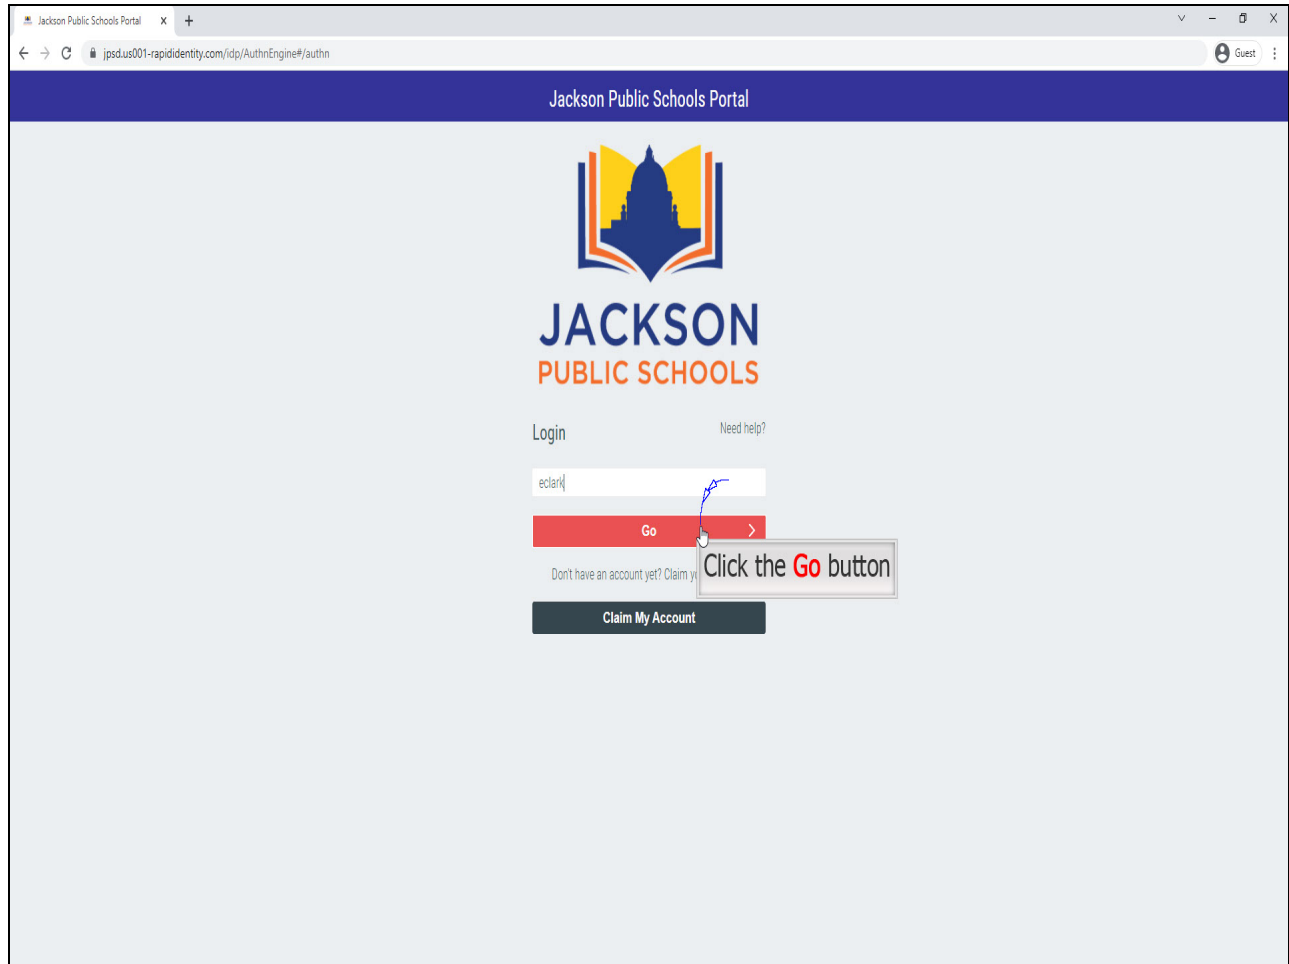 Jackson Public Schools Portal
jpsd.us001-rapididentity.com/idp/AuthnEngine#/authn
Guest
Jackson Public Schools Portal
JACKSON
PUBLIC SCHOOLS
Login
Need help?
eclark
Go
Click the Go button
Don't have an account yet? Claim
Claim My Account